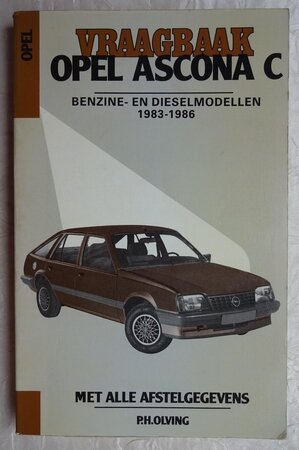 OPEL
VRAAGBAAK
OPEL ASCONA C
BENZINE- EN DIESELMODELLEN
1983-1986
MET ALLE AFSTELGEGEVENS
P.H.OLVING